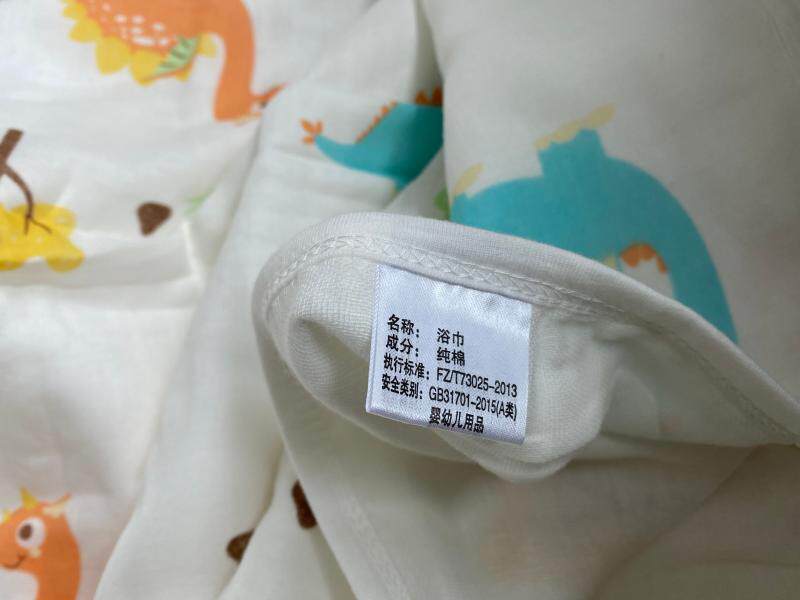 名称： 浴巾
成分： 纯棉
执行标准：FZ/T73025-2013
安全类别：GB31701-2015(A类)
婴幼儿用品